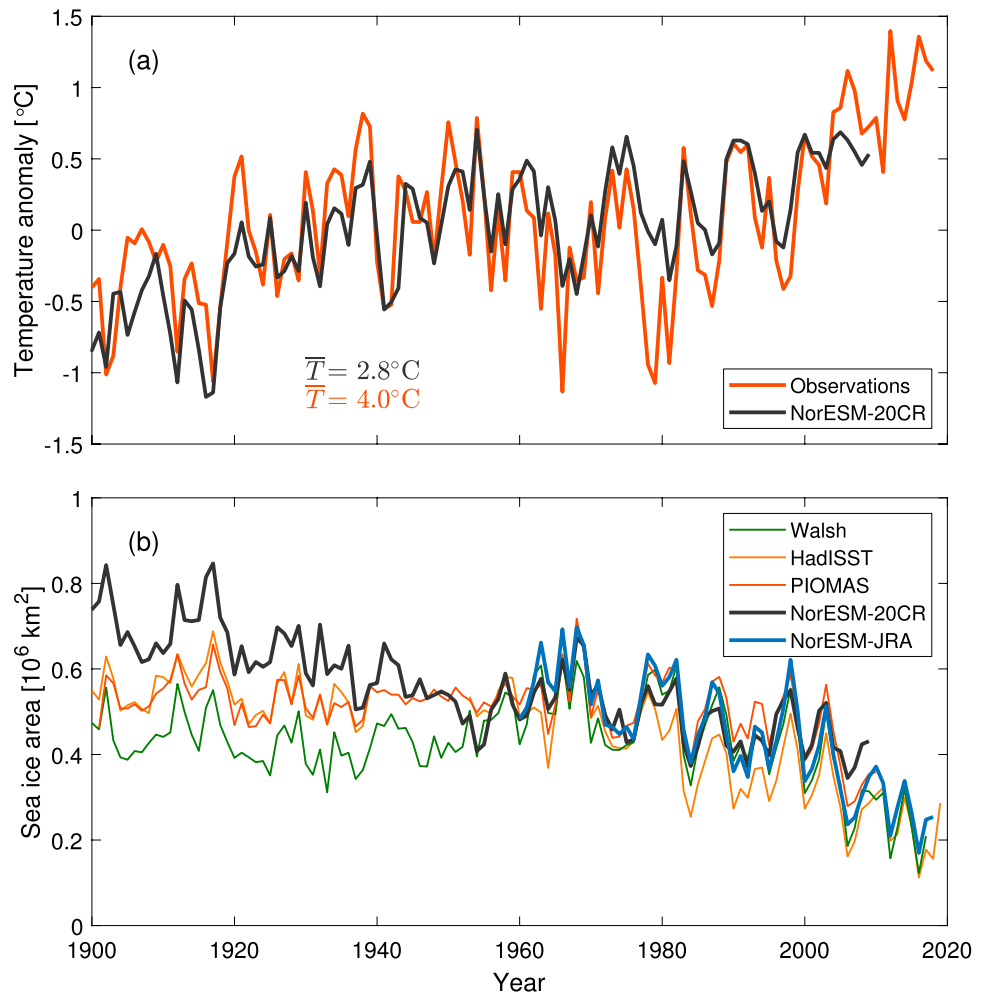 1.5
1
0.5
0
-0.5
-1
-1.5
Temperature anomaly [°C]
(a)
T̅ = 2.8°C
T̅ = 4.0°C
Observations
NorESM-20CR
1
0.8
0.6
0.4
0.2
0
Sea ice area [10⁶ km²]
(b)
Walsh
HadISST
PIOMAS
NorESM-20CR
NorESM-JRA
1900 1920 1940 1960 1980 2000 2020
Year